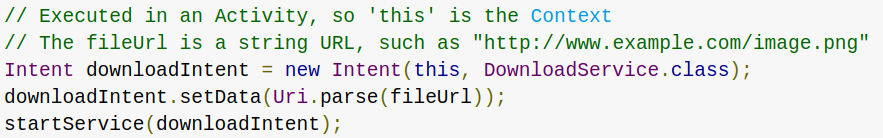 // Executed in an Activity, so 'this' is the Context
// The fileUrl is a string URL, such as "http://www.example.com/image.png"
Intent downloadIntent = new Intent(this, DownloadService.class);
downloadIntent.setData(Uri.parse(fileUrl));
startService(downloadIntent);